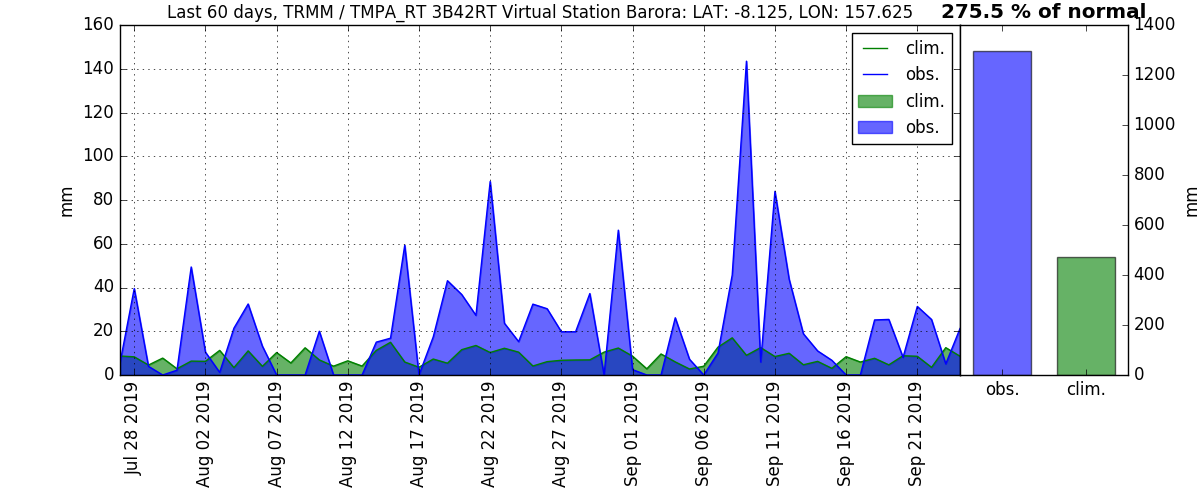 Last 60 days, TRMM / TMPA_RT 3B42RT Virtual Station Barora: LAT: -8.125, LON: 157.625
275.5 % of normal
160
140
120
100
80
60
40
20
0
mm
clim.
obs.
clim.
obs.
1400
1200
1000
800
600
400
200
0
mm
Jul 28 2019
Aug 02 2019
Aug 07 2019
Aug 12 2019
Aug 17 2019
Aug 22 2019
Aug 27 2019
Sep 01 2019
Sep 06 2019
Sep 11 2019
Sep 16 2019
Sep 21 2019
obs.
clim.